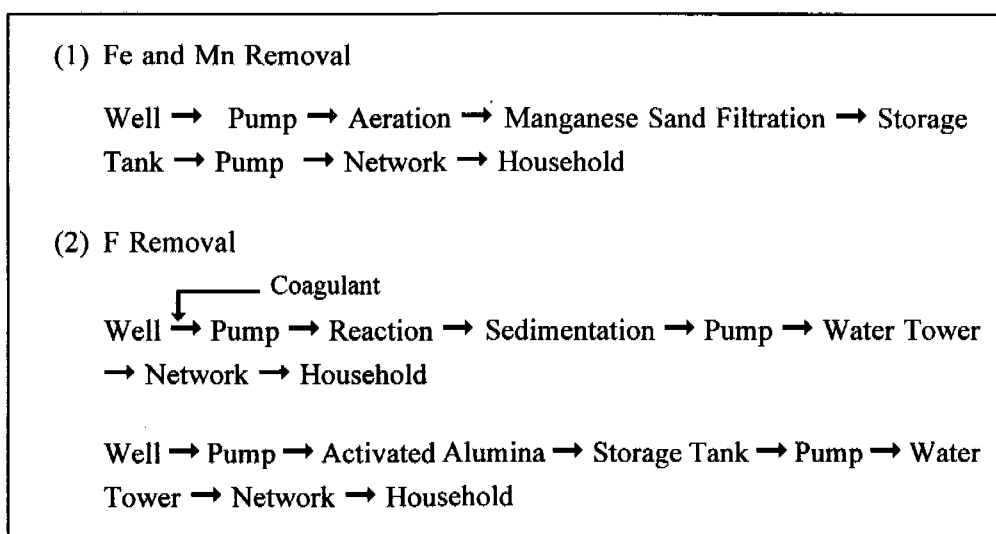 (1) Fe and Mn Removal
Well → Pump → Aeration → Manganese Sand Filtration → Storage
Tank → Pump → Network → Household
(2) F Removal
Coagulant
Well → Pump → Reaction → Sedimentation → Pump → Water Tower
→ Network → Household
Well → Pump → Activated Alumina → Storage Tank → Pump → Water
Tower → Network → Household